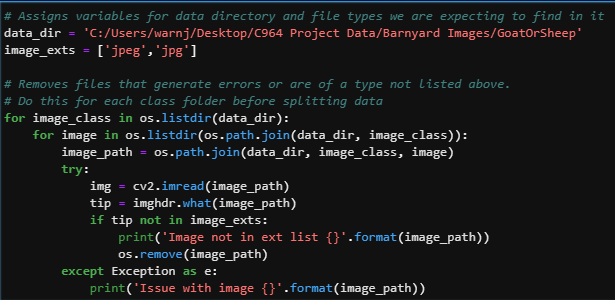 # Assigns variables for data directory and file types we are expecting to find in it
data_dir = 'C:/Users/warnj/Desktop/C964 Project Data/Barnyard Images/GoatOrSheep'
image_exts = ['jpeg','jpg']

# Removes files that generate errors or are of a type not listed above.
# Do this for each class folder before splitting data
for image_class in os.listdir(data_dir):
    for image in os.listdir(os.path.join(data_dir, image_class)):
        image_path = os.path.join(data_dir, image_class, image)
        try:
            img = cv2.imread(image_path)
            tip = imghdr.what(image_path)
            if tip not in image_exts:
                print('Image not in ext list {}'.format(image_path))
                os.remove(image_path)
        except Exception as e:
            print('Issue with image {}'.format(image_path))